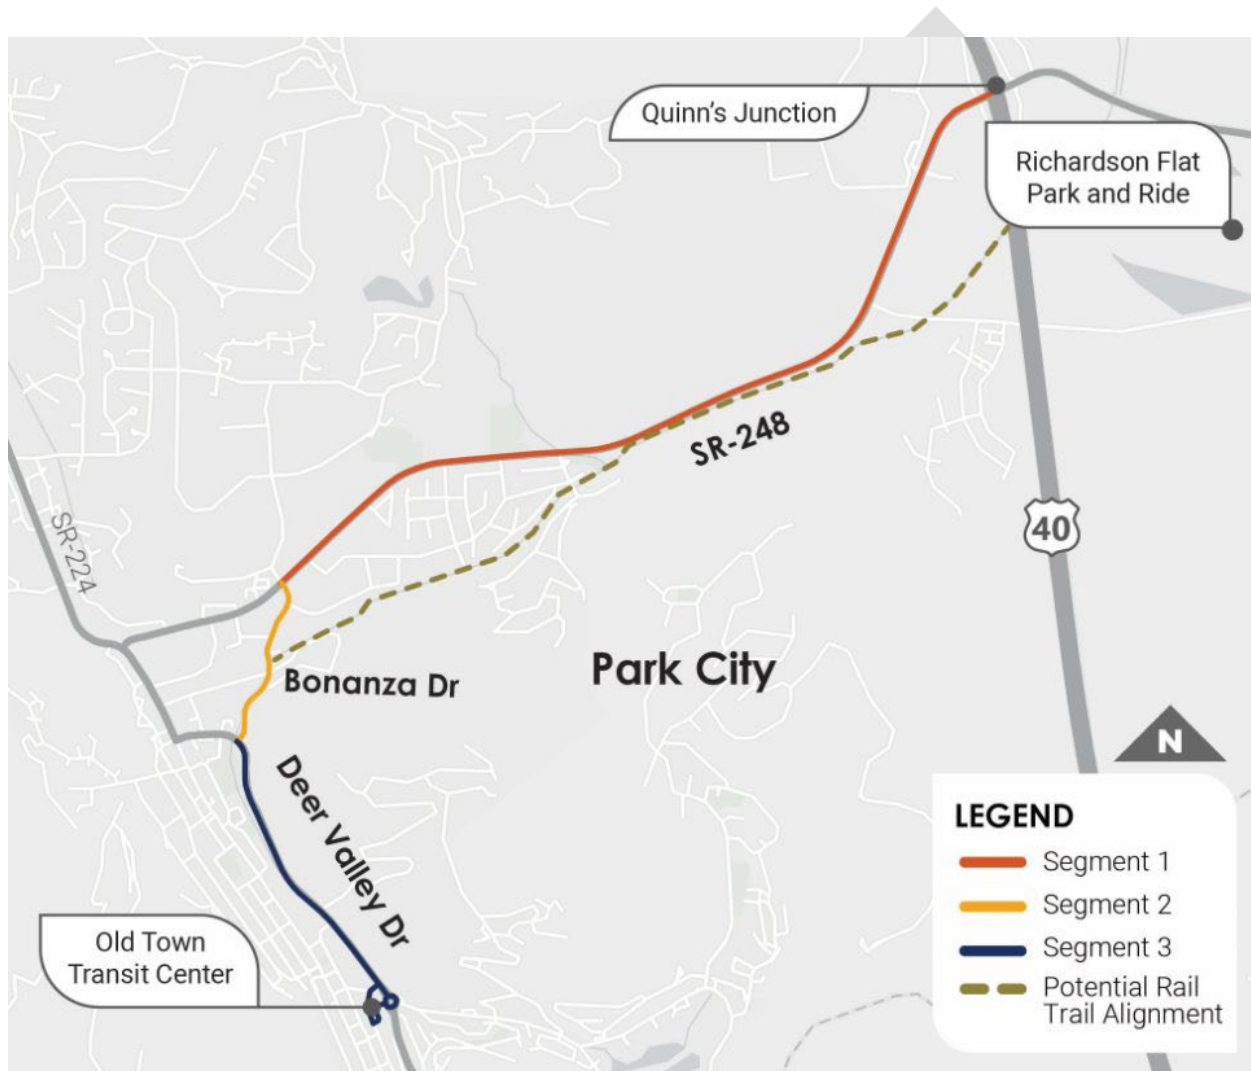 Quinn's Junction
Richardson Flat
Park and Ride
SR-248
40
SR-224
Park City
Bonanza Dr
N
Deer Valley Dr
LEGEND
Segment 1
Segment 2
Segment 3
Potential Rail
Trail Alignment
Old Town
Transit Center